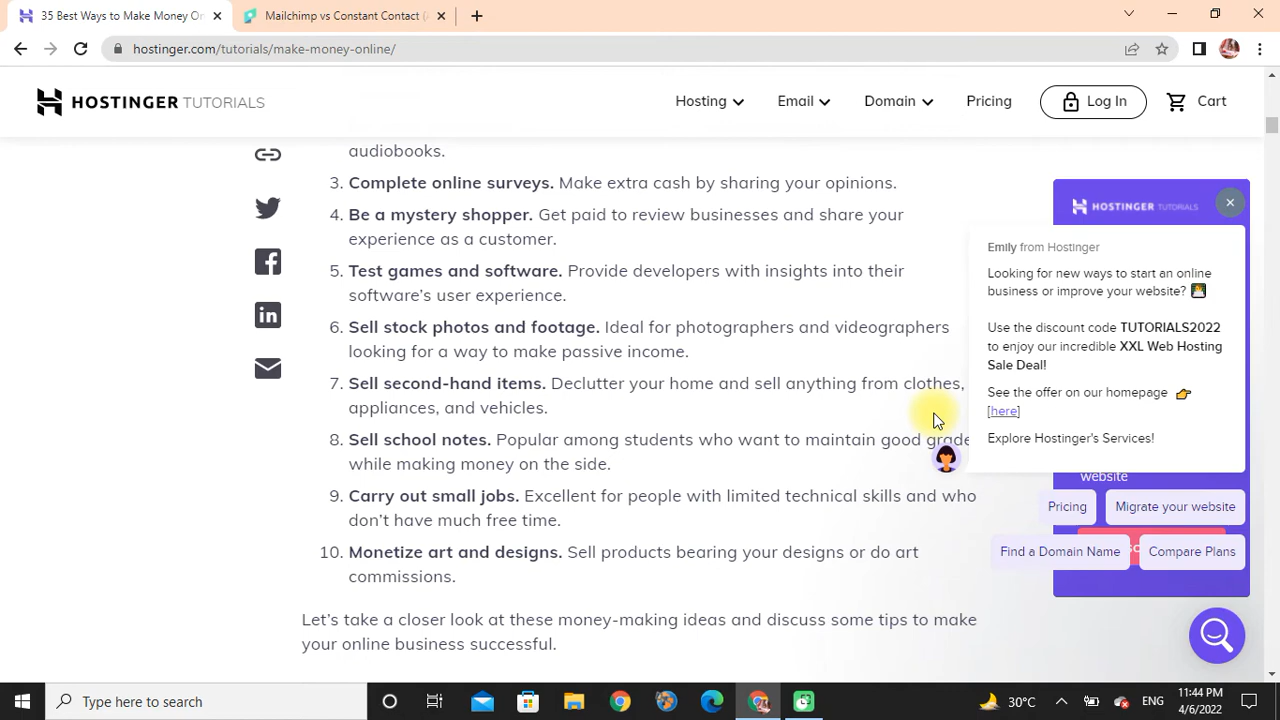 35 Best Ways to Make Money On
Mailchimp vs Constant Contact (
hostinger.com/tutorials/make-money-online/
HOSTINGER TUTORIALS
Hosting
Email
Domain
Pricing
Log In
Cart
audiobooks.
3. Complete online surveys. Make extra cash by sharing your opinions.
4. Be a mystery shopper. Get paid to review businesses and share your
experience as a customer.
5. Test games and software. Provide developers with insights into their
software's user experience.
6. Sell stock photos and footage. Ideal for photographers and videographers
looking for a way to make passive income.
7. Sell second-hand items. Declutter your home and sell anything from clothes,
appliances, and vehicles.
8. Sell school notes. Popular among students who want to maintain good grade
while making money on the side.
9. Carry out small jobs. Excellent for people with limited technical skills and who
don't have much free time.
10. Monetize art and designs. Sell products bearing your designs or do art
commissions.
Let's take a closer look at these money-making ideas and discuss some tips to make
your online business successful.
HOSTINGER TUTORIALS
Emily from Hostinger
Looking for new ways to start an online
business or improve your website?
Use the discount code TUTORIALS2022
to enjoy our incredible XXL Web Hosting
Sale Deal!
See the offer on our homepage
[here]
Explore Hostinger's Services!
website
Pricing
Migrate your website
Find a Domain Name
Compare Plans
Type here to search
30°C
ENG
11:44 PM
4/6/2022